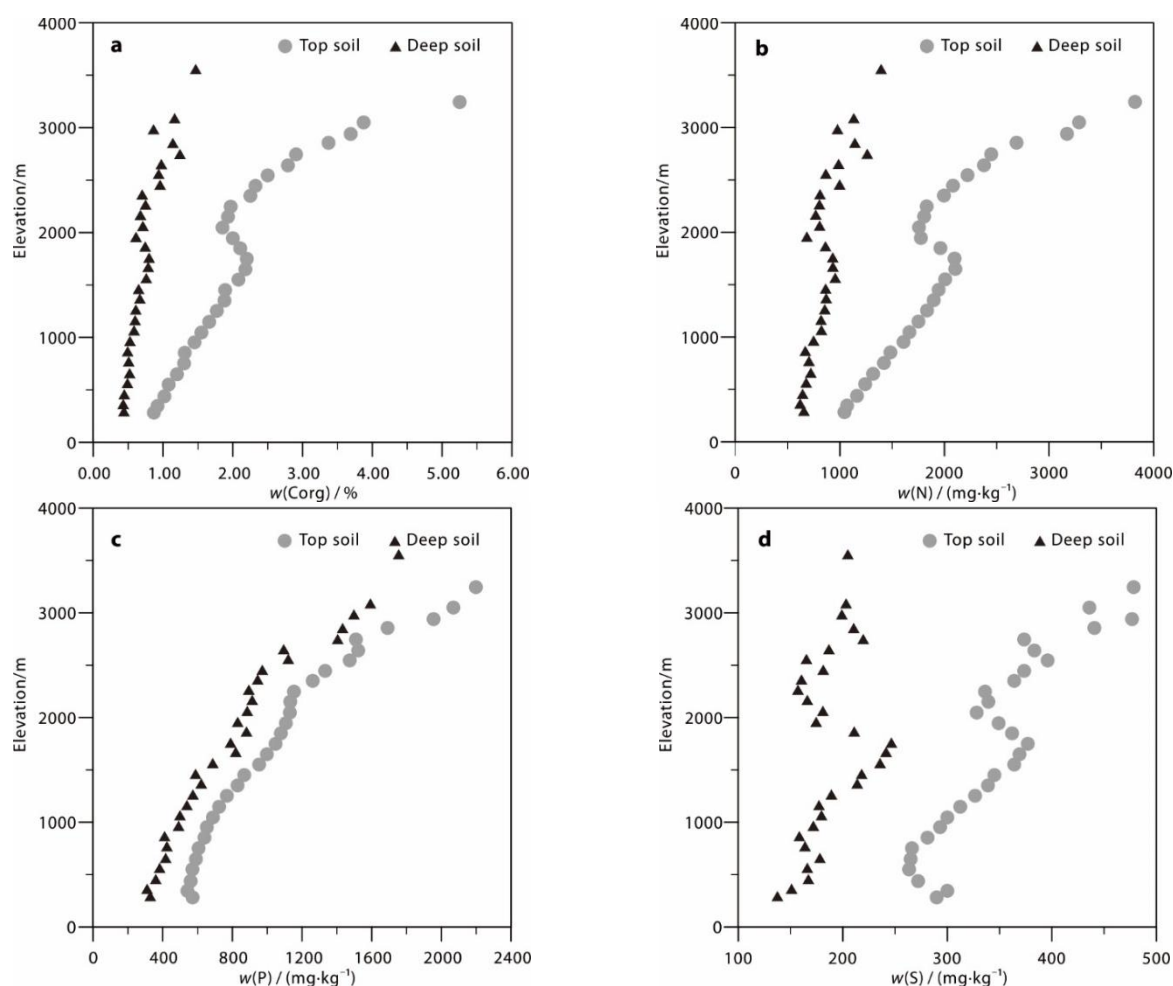 a
Top soil
Deep soil
4000
3000
2000
1000
0
Elevation/m
0.00 1.00 2.00 3.00 4.00 5.00 6.00
w(Corg) / %
b
Top soil
Deep soil
4000
3000
2000
1000
0
Elevation/m
0 1000 2000 3000 4000
w(N) / (mg·kg⁻¹)
c
Top soil
Deep soil
4000
3000
2000
1000
0
Elevation/m
0 400 800 1200 1600 2000 2400
w(P) / (mg·kg⁻¹)
d
Top soil
Deep soil
4000
3000
2000
1000
0
Elevation/m
100 200 300 400 500
w(S) / (mg·kg⁻¹)